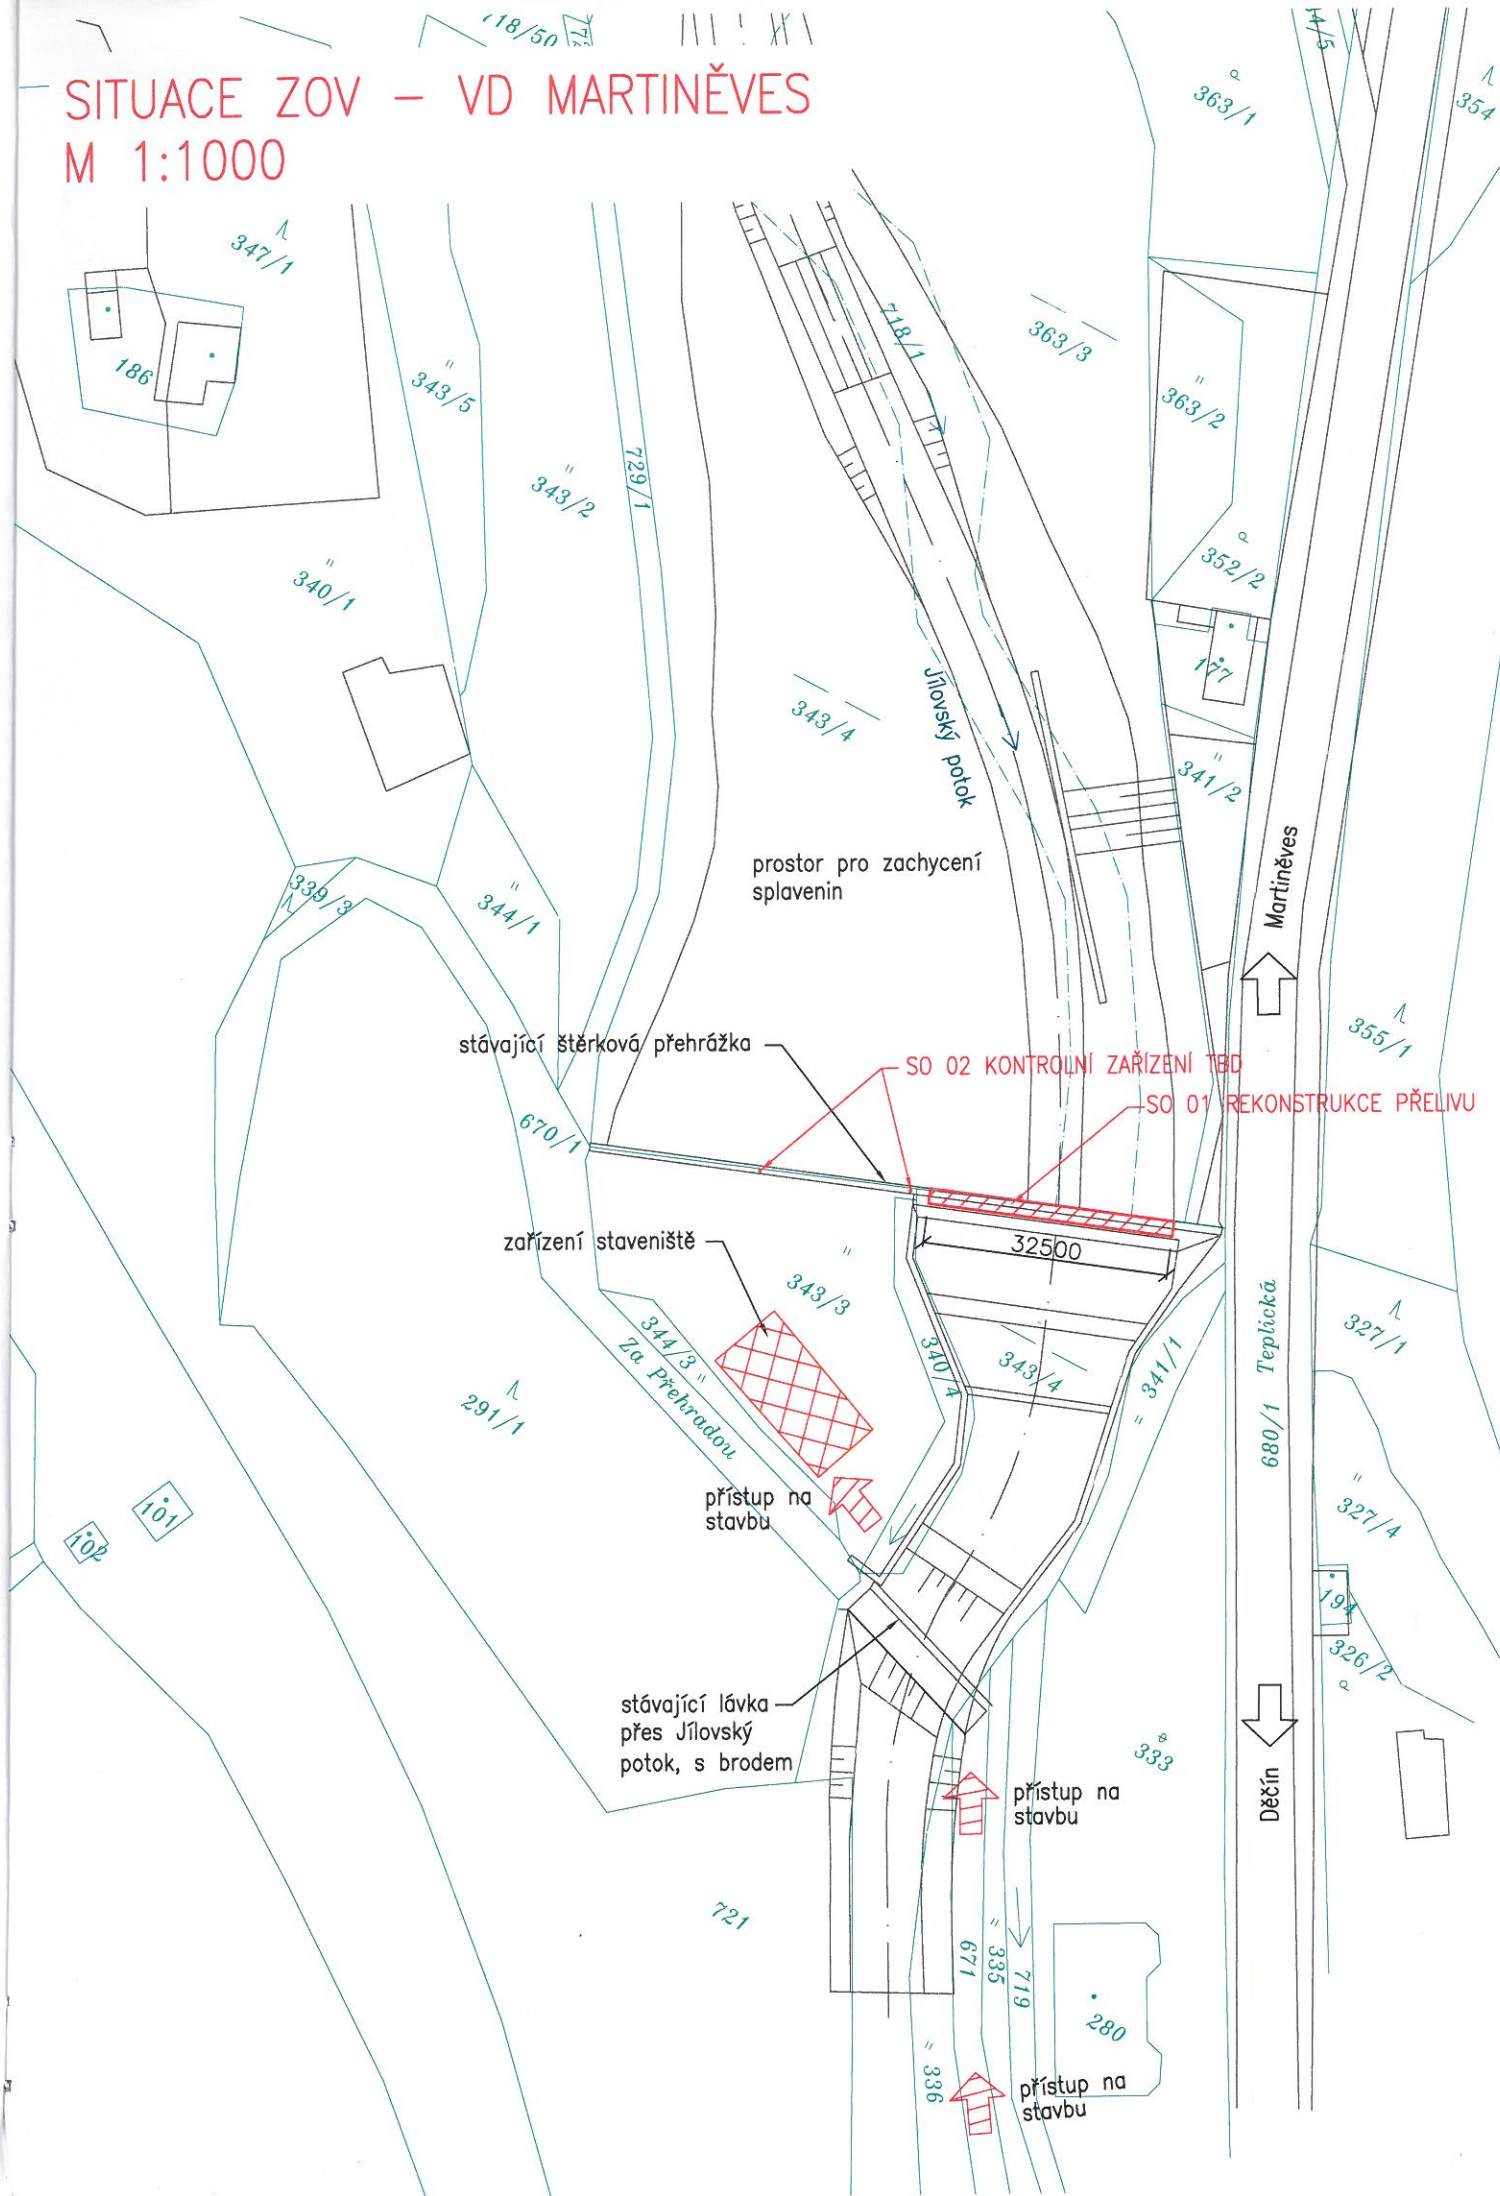 718/50
SITUACE ZOV – VD MARTINĚVES
M 1:1000
363/1
354
347/1
186
343/5
343/2
729/1
718/1
363/3
363/2
340/1
352/2
177
343/4
Jílovský potok
341/2
prostor pro zachycení
splavenin
Martiněves
339/3
344/1
355/1
stávající štěrková přehrážka
SO 02 KONTROLNÍ ZAŘÍZENÍ TBD
SO 01 REKONSTRUKCE PŘELIVU
670/1
zařízení staveniště
32500
343/3
344/3
Za Přehradou
340/4
343/4
341/1
680/1 Teplická
327/1
291/1
přístup na
stavbu
101
102
327/4
194
326/2
stávající lávka
přes Jílovský
potok, s brodem
333
Děčín
přístup na
stavbu
721
671
335
719
280
336
přístup na
stavbu